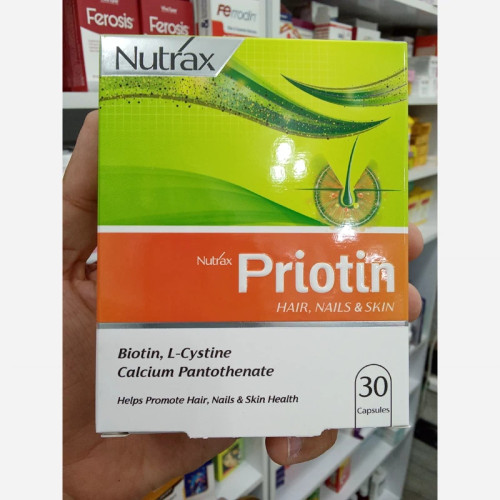 Ferosis
Ferosis
Nutrax
Nutrax
Priotin
HAIR, NAILS & SKIN
Biotin, L-Cystine
Calcium Pantothenate
Helps Promote Hair, Nails & Skin Health
30
Capsules